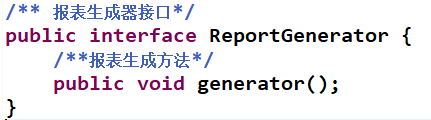 /** 报表生成器接口*/
public interface ReportGenerator {
    /**报表生成方法*/
    public void generator();
}